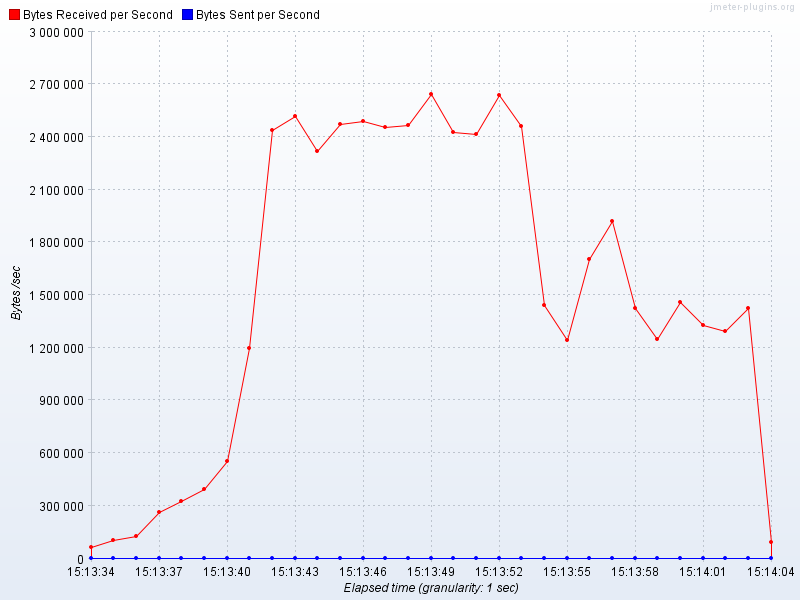 jmeter-plugins.org
Bytes Received per Second Bytes Sent per Second
3 000 000
2 700 000
2 400 000
2 100 000
1 800 000
1 500 000
1 200 000
900 000
600 000
300 000
0
Bytes /sec
15:13:34 15:13:37 15:13:40 15:13:43 15:13:46 15:13:49 15:13:52 15:13:55 15:13:58 15:14:01 15:14:04
Elapsed time (granularity: 1 sec)